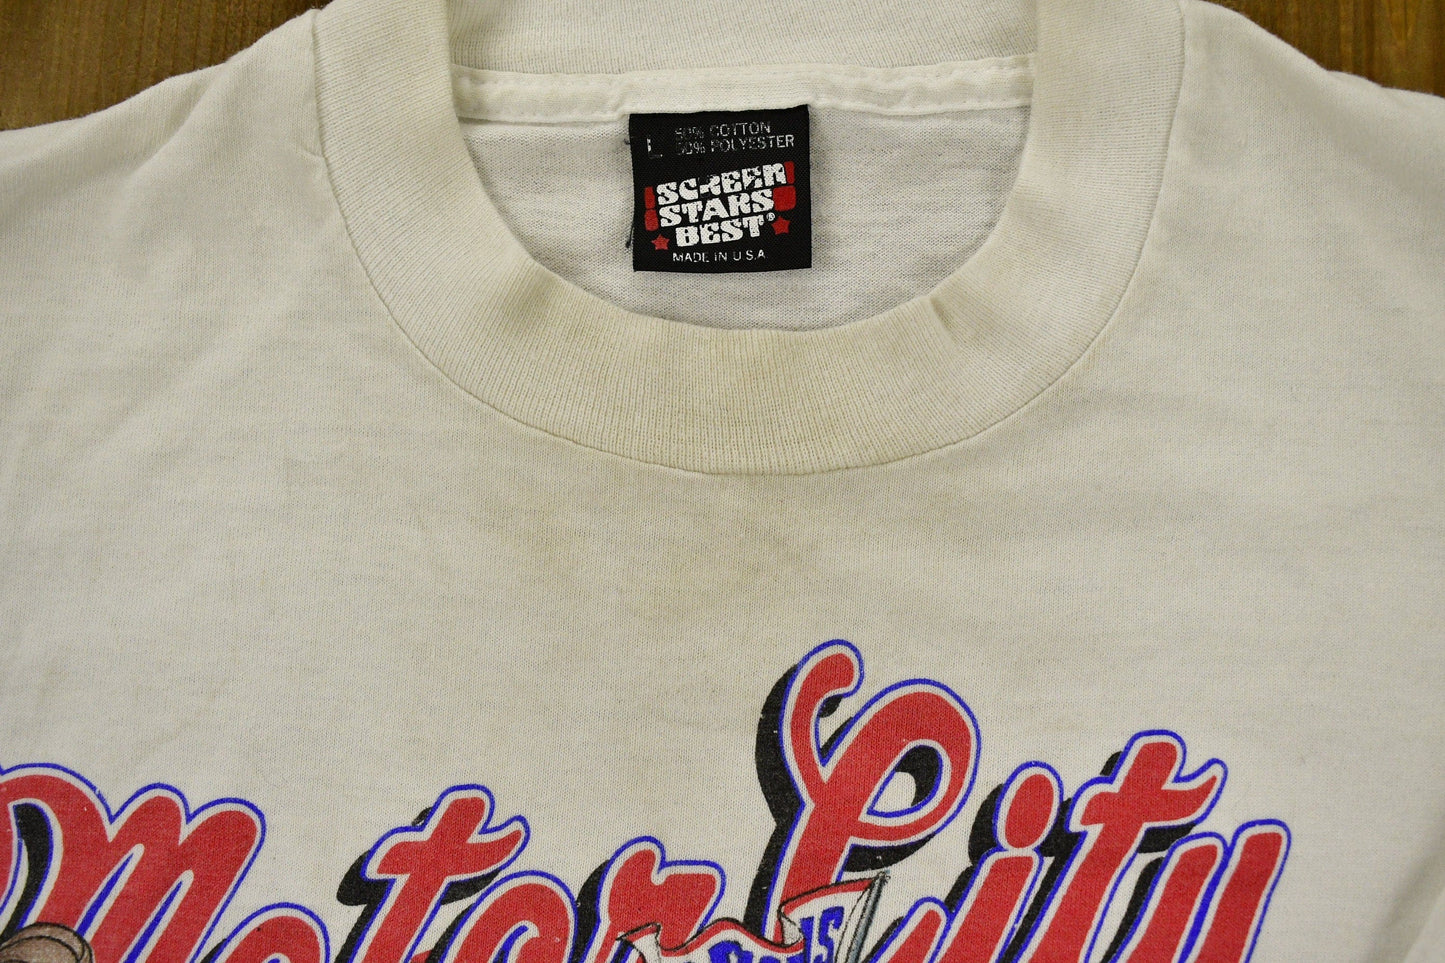 L 50% COTTON
50% POLYESTER
SCREEN
STARS
BEST®
MADE IN U.S.A
Motor City